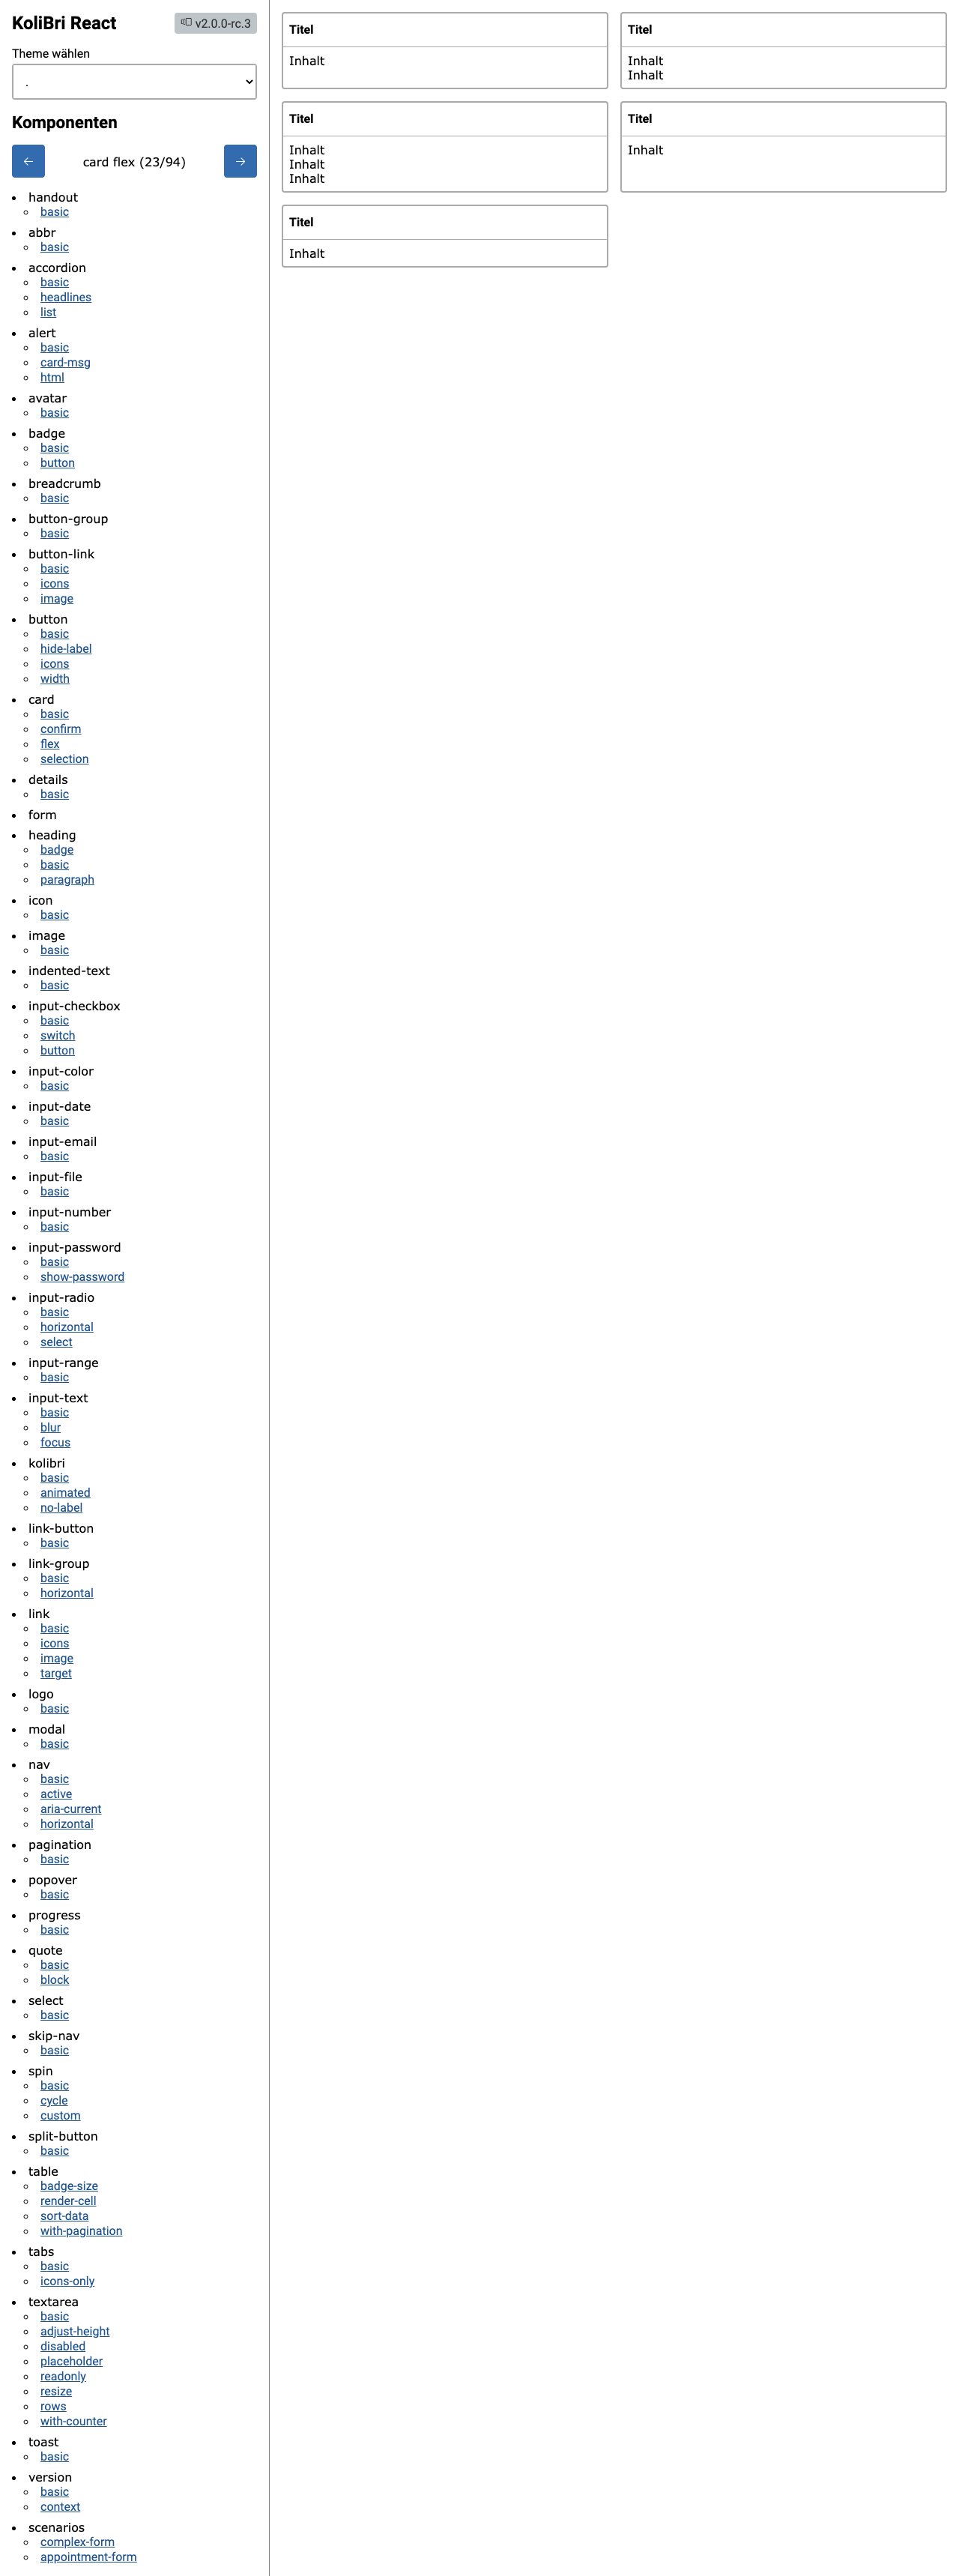 KoliBri React
v2.0.0-rc.3
Theme wählen
.
Komponenten
←
card flex (23/94)
→
handout
basic
abbr
basic
accordion
basic
headlines
list
alert
basic
card-msg
html
avatar
basic
badge
basic
button
breadcrumb
basic
button-group
basic
button-link
basic
icons
image
button
basic
hide-label
icons
width
card
basic
confirm
flex
selection
details
basic
form
heading
badge
basic
paragraph
icon
basic
image
basic
indented-text
basic
input-checkbox
basic
switch
button
input-color
basic
input-date
basic
input-email
basic
input-file
basic
input-number
basic
input-password
basic
show-password
input-radio
basic
horizontal
select
input-range
basic
input-text
basic
blur
focus
kolibri
basic
animated
no-label
link-button
basic
link-group
basic
horizontal
link
basic
icons
image
target
logo
basic
modal
basic
nav
basic
active
aria-current
horizontal
pagination
basic
popover
basic
progress
basic
quote
basic
block
select
basic
skip-nav
basic
spin
basic
cycle
custom
split-button
basic
table
badge-size
render-cell
sort-data
with-pagination
tabs
basic
icons-only
textarea
basic
adjust-height
disabled
placeholder
readonly
resize
rows
with-counter
toast
basic
version
basic
context
scenarios
complex-form
appointment-form
Titel
Inhalt
Titel
Inhalt
Inhalt
Titel
Inhalt
Inhalt
Inhalt
Titel
Inhalt
Titel
Inhalt